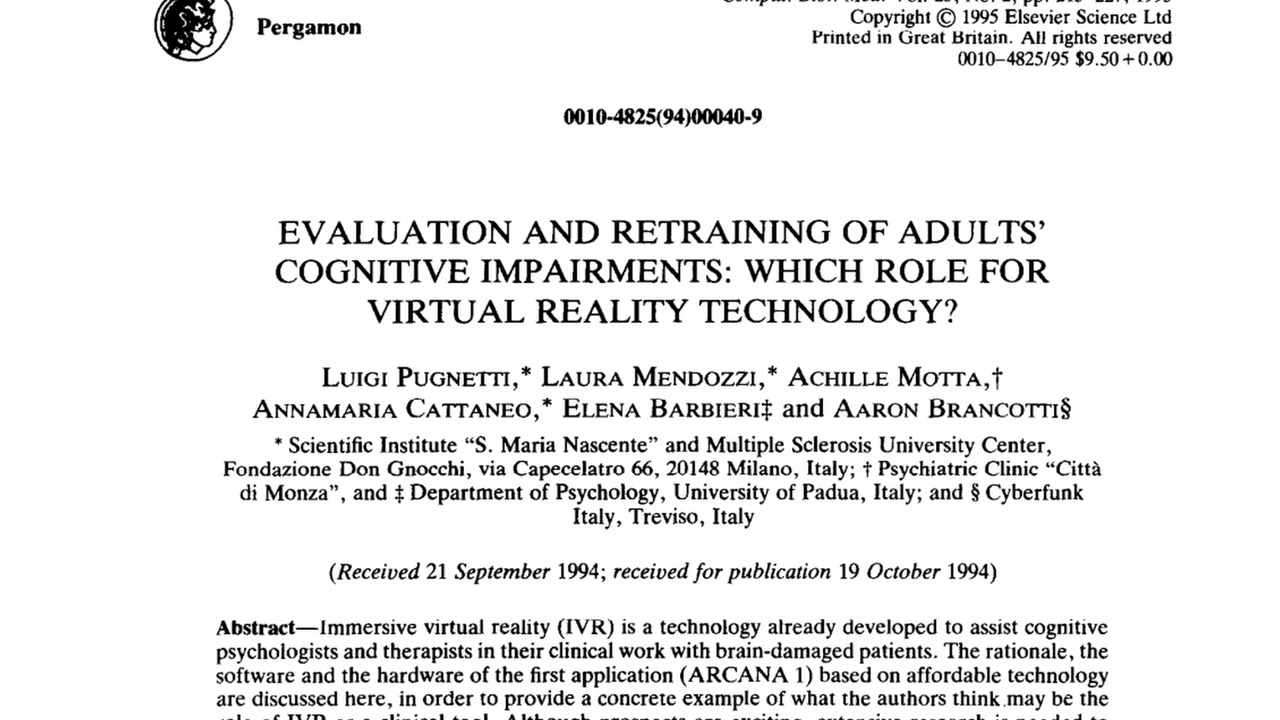 Pergamon
Copyright © 1995 Elsevier Science Ltd
Printed in Great Britain. All rights reserved
0010–4825/95 $9.50 + 0.00
0010-4825(94)00040-9
EVALUATION AND RETRAINING OF ADULTS’
COGNITIVE IMPAIRMENTS: WHICH ROLE FOR
VIRTUAL REALITY TECHNOLOGY?
LUIGI PUGNETTI,* LAURA MENDOZZI,* ACHILLE MOTTA,†
ANNAMARIA CATTANEO,* ELENA BARBIERI‡ and AARON BRANCOTTI§
* Scientific Institute “S. Maria Nascente” and Multiple Sclerosis University Center,
Fondazione Don Gnocchi, via Capecelatro 66, 20148 Milano, Italy; † Psychiatric Clinic “Città
di Monza”, and ‡ Department of Psychology, University of Padua, Italy; and § Cyberfunk
Italy, Treviso, Italy
(Received 21 September 1994; received for publication 19 October 1994)
Abstract—Immersive virtual reality (IVR) is a technology already developed to assist cognitive
psychologists and therapists in their clinical work with brain-damaged patients. The rationale, the
software and the hardware of the first application (ARCANA 1) based on affordable technology
are discussed here, in order to provide a concrete example of what the authors think may be the